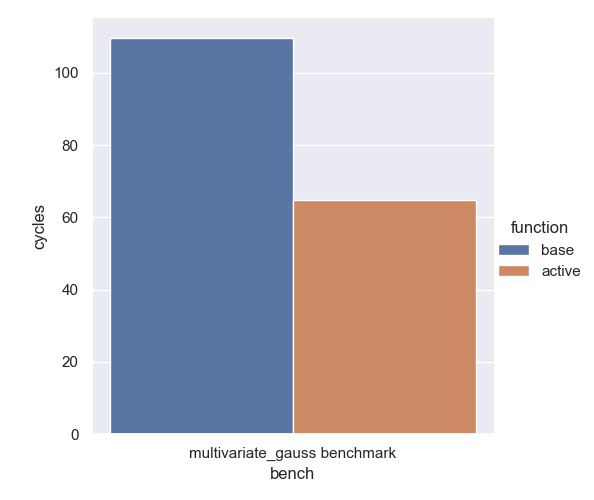 100
80
60
40
20
0
cycles
multivariate_gauss benchmark
bench
function
base
active